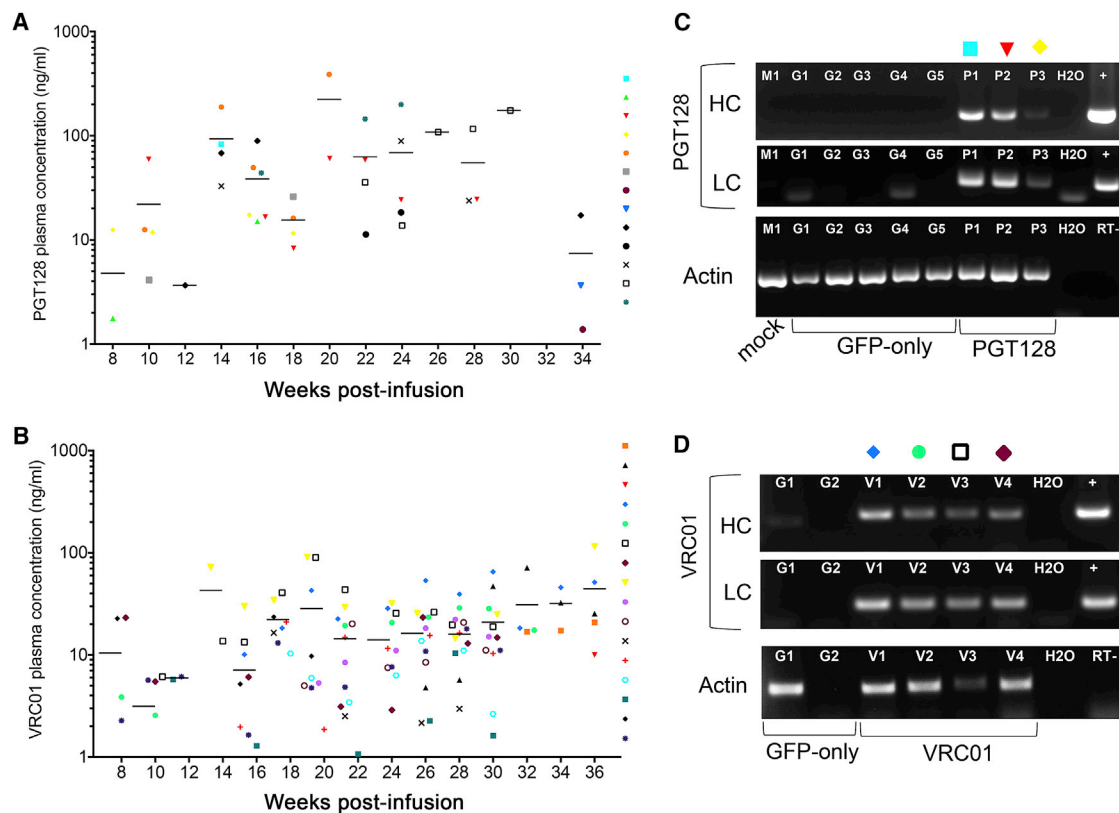 A
PGT128 plasma concentration (ng/ml)
1000
100
10
1
8 10 12 14 16 18 20 22 24 26 28 30 32 34
Weeks post-infusion
B
VRC01 plasma concentration (ng/ml)
1000
100
10
1
8 10 12 14 16 18 20 22 24 26 28 30 32 34 36
Weeks post-infusion
C
PGT128
HC
M1 G1 G2 G3 G4 G5 P1 P2 P3 H2O +
LC
M1 G1 G2 G3 G4 G5 P1 P2 P3 H2O +
Actin
M1 G1 G2 G3 G4 G5 P1 P2 P3 H2O RT-
mock
GFP-only
PGT128
D
VRC01
HC
G1 G2 V1 V2 V3 V4 H2O +
LC
G1 G2 V1 V2 V3 V4 H2O +
Actin
G1 G2 V1 V2 V3 V4 H2O RT-
GFP-only
VRC01